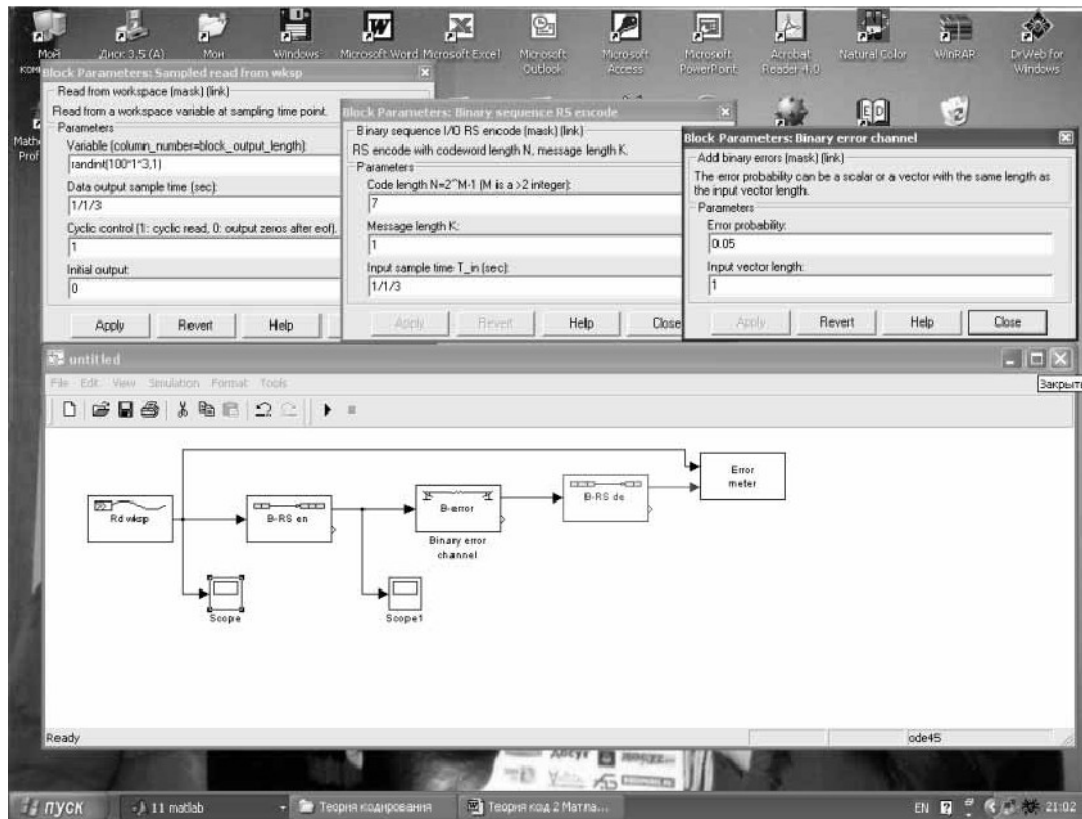 Мой
Диск 3,5 (А)
Мои
Windows
Microsoft Word
Microsoft Excel
Microsoft Outlook
Microsoft Access
Microsoft PowerPoint
Acrobat Reader 4.0
Natural Color
WinRAR
DrWeb for Windows
Block Parameters: Sampled read from wksp
Read from workspace (mask) (link)
Read from a workspace variable at sampling time point.
Parameters
Variable (column_number=block_output_length):
randint(100*1*3,1)
Data output sample time (sec):
1/1/3
Cyclic control (1: cyclic read, 0: output zeros after eof).
1
Initial output:
0
Apply Revert Help
Block Parameters: Binary sequence RS encode
Binary sequence I/O RS encode (mask) (link)
RS encode with codeword length N, message length K.
Parameters
Code length N=2^M-1 (M is a >2 integer):
7
Message length K:
1
Input sample time T_in (sec):
1/1/3
Apply Revert Help Close
Block Parameters: Binary error channel
Add binary errors (mask) (link)
The error probability can be a scalar or a vector with the same length as
the input vector length.
Parameters
Error probability:
0.05
Input vector length:
1
Apply Revert Help Close
untitled
File Edit View Simulation Format Tools
Закрыть
Rd wksp
B-RS en
B-error
Binary error
channel
B-RS de
Error
meter
Scope
Scope1
Ready
ode45
пуск
11 matlab
Теория кодирования
Теория код 2 Матла...
EN
21:02